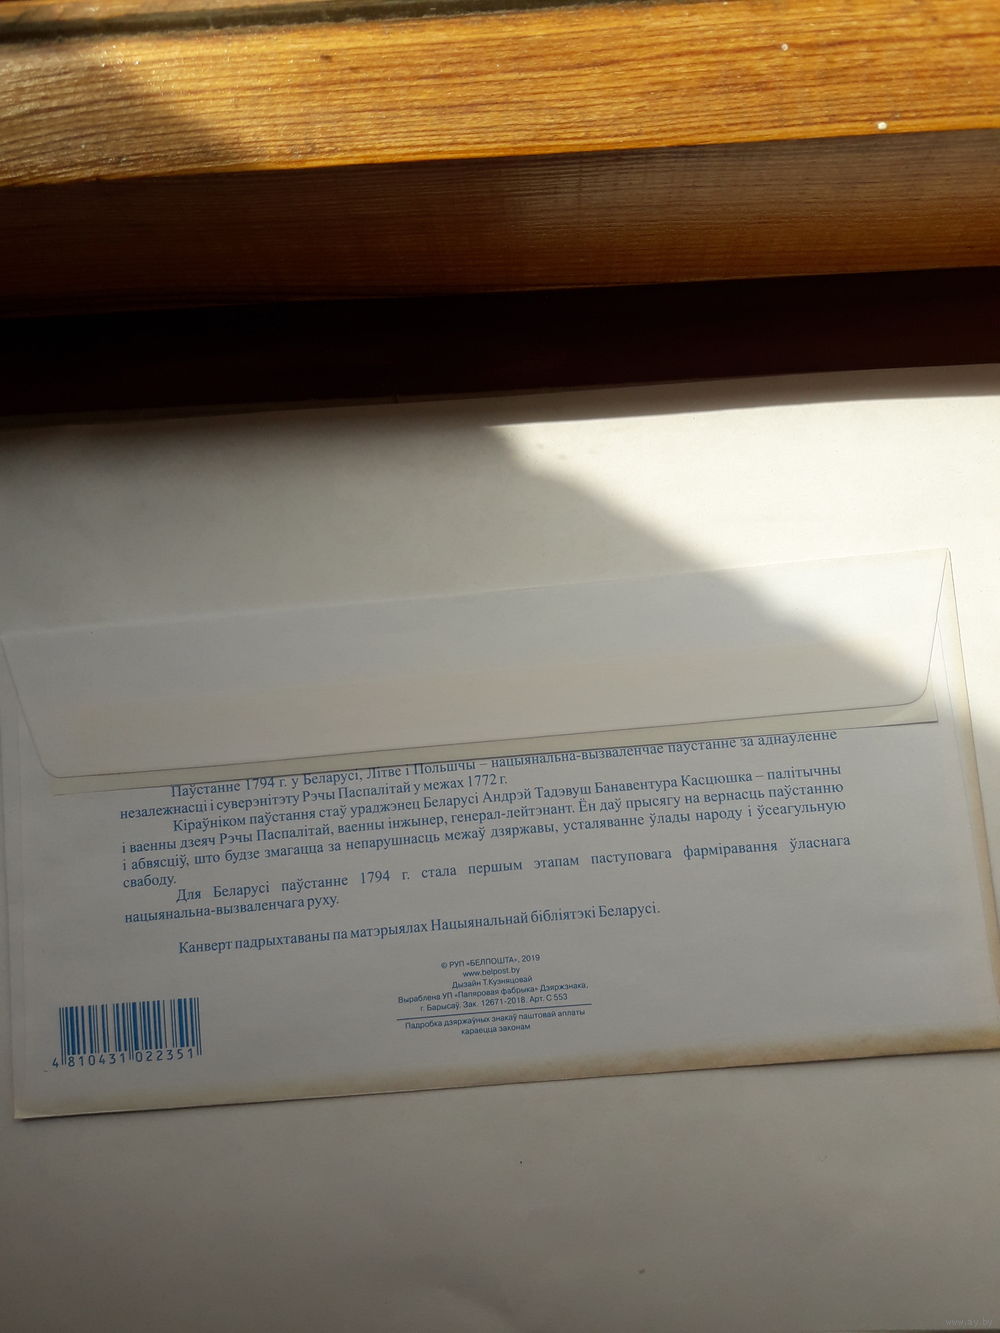 Паўстанне 1794 г. у Беларусі, Літве і Польшчы – нацыянальна-вызваленчае паўстанне за аднаўленне
незалежнасці і суверэнітэту Рэчы Паспалітай у межах 1772 г.
Кіраўніком паўстання стаў ураджэнец Беларусі Андрэй Тадэвуш Банавентура Касцюшка – палітычны
і ваенны дзеяч Рэчы Паспалітай, ваенны інжынер, генерал-лейтэнант. Ён даў прысягу на вернасць паўстанню
і абвясціў, што будзе змагацца за непарушнасць межаў дзяржавы, усталяванне ўлады народу і ўсеагульную
свабоду.
Для Беларусі паўстанне 1794 г. стала першым этапам паступовага фарміравання ўласнага
нацыянальна-вызваленчага руху.
Канверт падрыхтаваны па матэрыялах Нацыянальнай бібліятэкі Беларусі.
© РУП «БЕЛПОШТА», 2019
www.belpost.by
Дызайн Т.Кузняцовай
Выраблена УП «Папяровая фабрыка» Дзяржзнака,
г. Барысаў. Зак. 12671-2018. Арт. С 553
Падробка дзяржаўных знакаў паштовай аплаты
караецца законам
4 810431 022351
www.ay.by